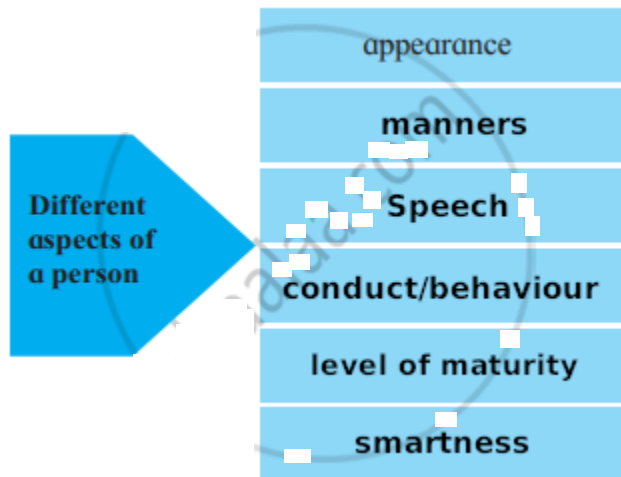 Different
aspects of
a person
appearance
manners
Speech
conduct/behaviour
level of maturity
smartness